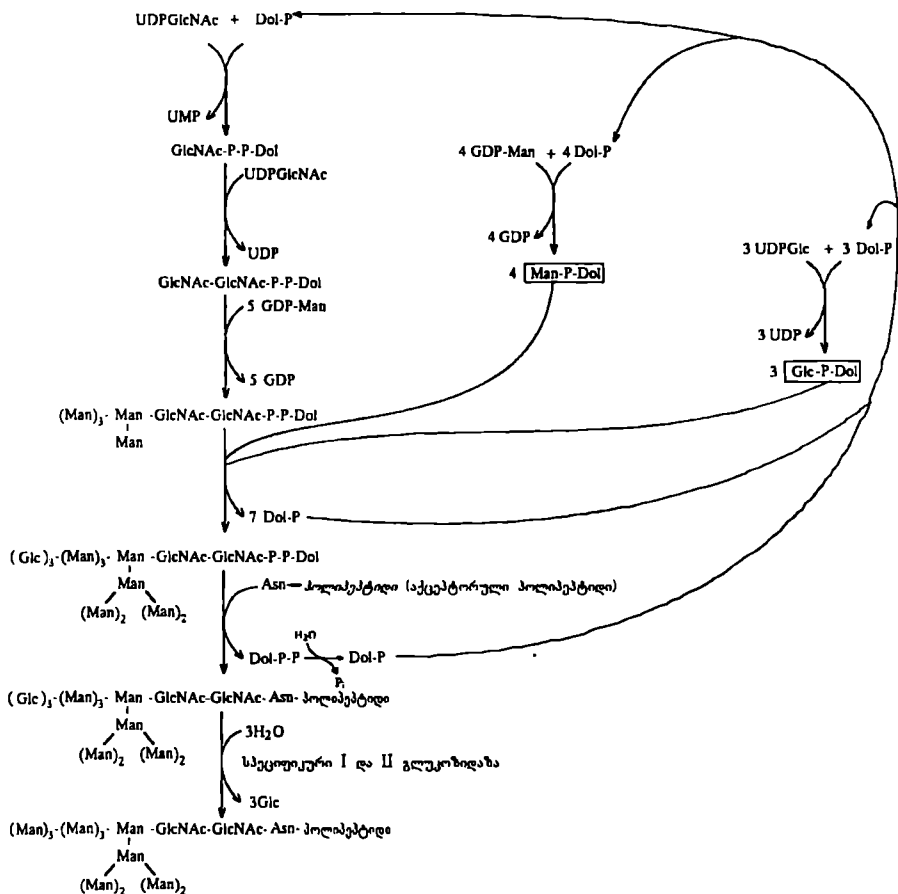 UDPGlcNAc + Dol-P
UMP
GlcNAc-P-P-Dol
UDPGlcNAc
UDP
GlcNAc-GlcNAc-P-P-Dol
5 GDP-Man
5 GDP
4 GDP-Man + 4 Dol-P
4 GDP
4 Man-P-Dol
3 UDPGlc + 3 Dol-P
3 UDP
3 Glc-P-Dol
(Man)₃- Man -GlcNAc-GlcNAc-P-P-Dol
Man
7 Dol-P
(Glc)₃-(Man)₃- Man -GlcNAc-GlcNAc-P-P-Dol
Man
(Man)₂ (Man)₂
Asn— პოლიპეპტიდი (აქცეპტორული პოლიპეპტიდი)
H₂O
Dol-P-P Dol-P
Pᵢ
(Glc)₃-(Man)₃- Man -GlcNAc-GlcNAc- Asn- პოლიპეპტიდი
Man
(Man)₂ (Man)₂
3H₂O
სპეციფიკური I და II გლუკოზიდაზა
3Glc
(Man)₃-(Man)₃- Man -GlcNAc-GlcNAc- Asn- პოლიპეპტიდი
Man
(Man)₂ (Man)₂